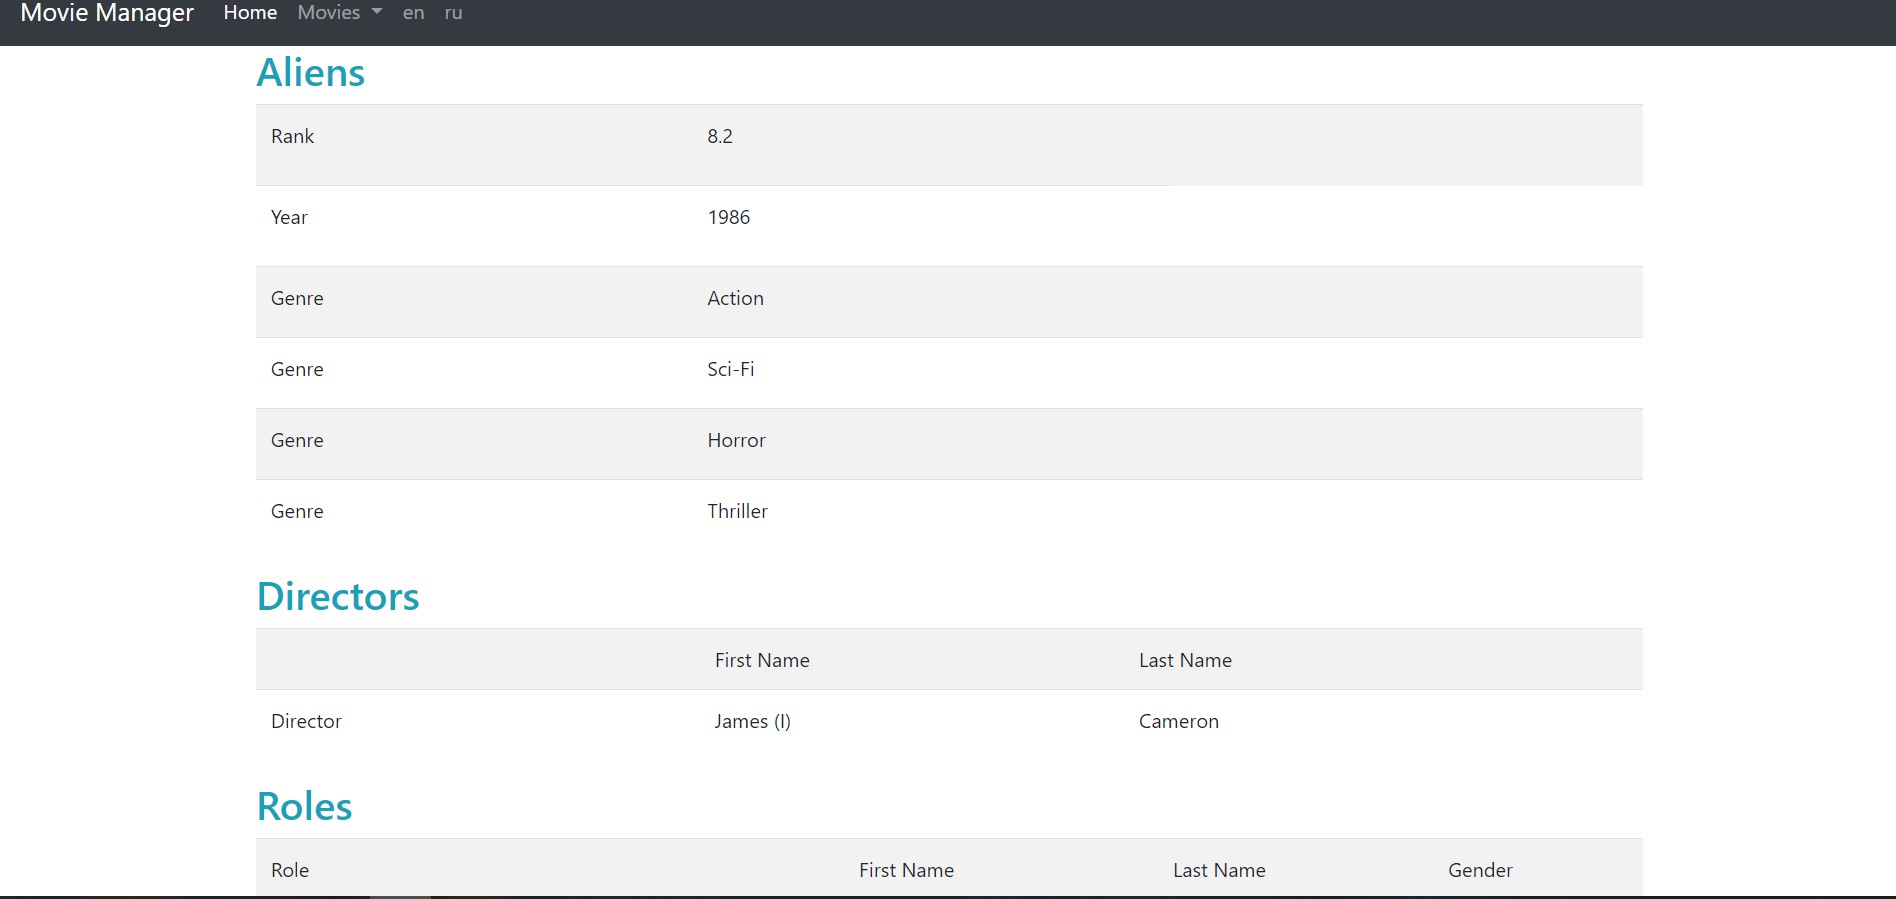 Movie Manager Home Movies en ru
Aliens
Rank 8.2
Year 1986
Genre Action
Genre Sci-Fi
Genre Horror
Genre Thriller
Directors
First Name Last Name
Director James (I) Cameron
Roles
Role First Name Last Name Gender